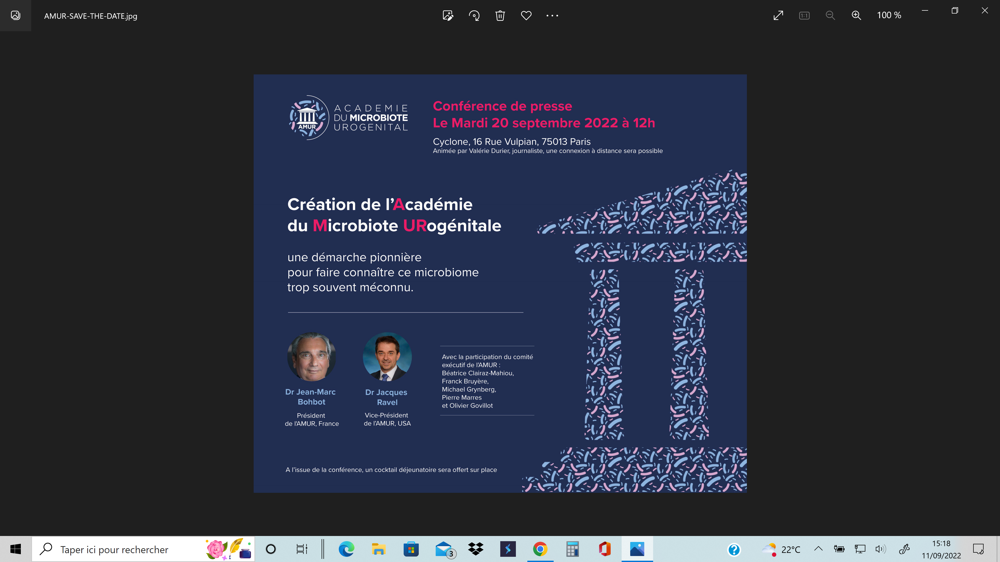 AMUR-SAVE-THE-DATE.jpg
100 %
ACADEMIE
DU MICROBIOTE
UROGENITAL
AMUR
Conférence de presse
Le Mardi 20 septembre 2022 à 12h
Cyclone, 16 Rue Vulpian, 75013 Paris
Animée par Valérie Durier, journaliste, une connexion à distance sera possible
Création de l’Académie
du Microbiote URogénitale
une démarche pionnière
pour faire connaître ce microbiome
trop souvent méconnu.
Dr Jean-Marc
Bohbot
Président
de l'AMUR, France
Dr Jacques
Ravel
Vice-Président
de l’AMUR, USA
Avec la participation du comité
exécutif de l'AMUR :
Béatrice Clairaz-Mahiou,
Franck Bruyère,
Michael Grynberg,
Pierre Marres
et Olivier Govillot
A l’issue de la conférence, un cocktail déjeunatoire sera offert sur place
Taper ici pour rechercher
3
22°C
15:18
11/09/2022